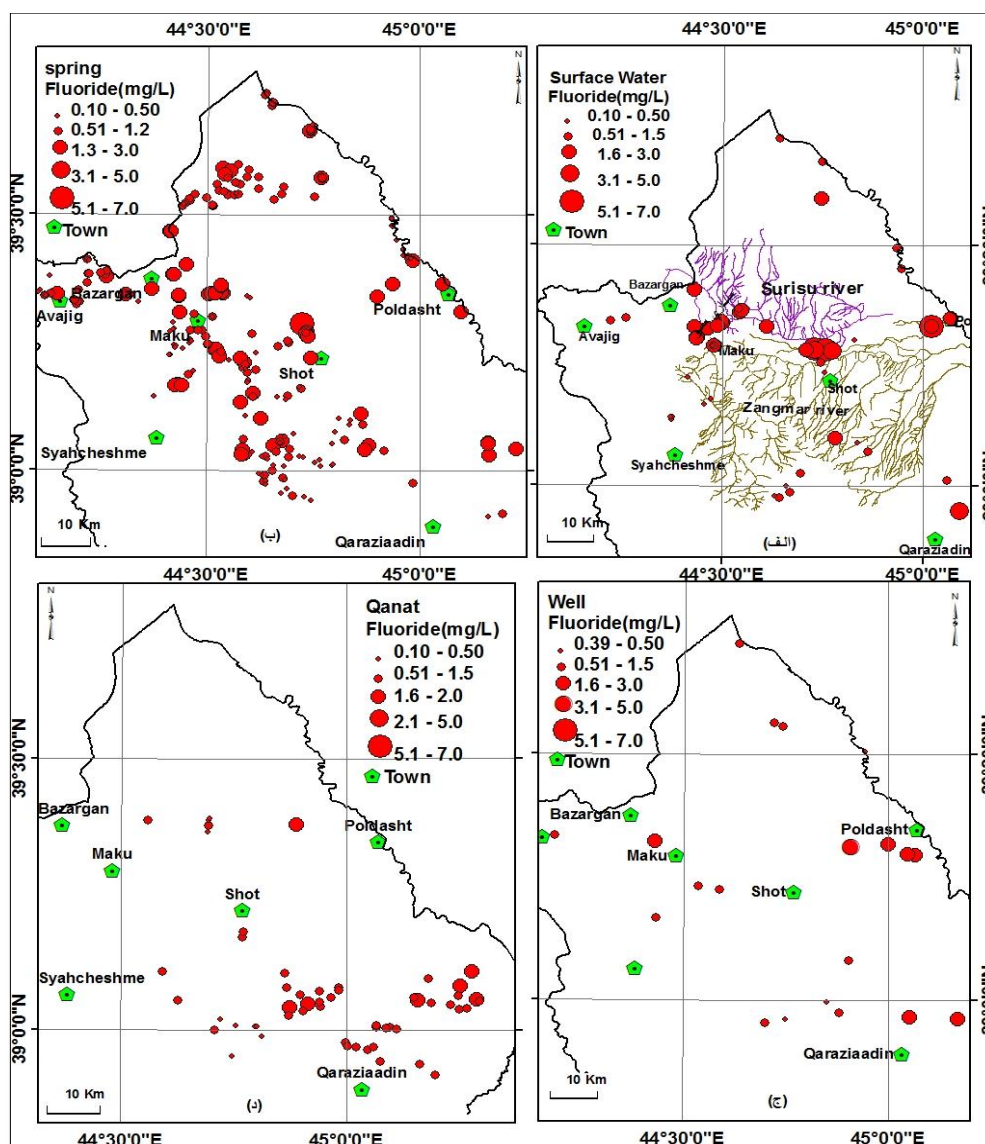 44°30'0"E
45°0'0"E
39°30'0"N
39°0'0"N
N
spring
Fluoride(mg/L)
0.10 - 0.50
0.51 - 1.2
1.3 - 3.0
3.1 - 5.0
5.1 - 7.0
Town
Bazargan
Avajig
Maku
Poldasht
Shot
Syahcheshme
Qaraziaadin
10 Km
(ب)
44°30'0"E
45°0'0"E
N
Surface Water
Fluoride(mg/L)
0.10 - 0.50
0.51 - 1.5
1.6 - 3.0
3.1 - 5.0
5.1 - 7.0
Town
Bazargan
Surisu river
Avajig
Po
Maku
Shot
Zangmar river
Syahcheshme
Qaraziadin
10 Km
(الف)
44°30'0"E
45°0'0"E
44°30'0"E
45°0'0"E
39°30'0"N
39°0'0"N
N
Qanat
Fluoride(mg/L)
0.10 - 0.50
0.51 - 1.5
1.6 - 2.0
2.1 - 5.0
5.1 - 7.0
Town
Bazargan
Poldasht
Maku
Shot
Syahcheshme
Qaraziaadin
10 Km
(د)
44°30'0"E
45°0'0"E
N
Well
Fluoride(mg/L)
0.39 - 0.50
0.51 - 1.5
1.6 - 3.0
3.1 - 5.0
5.1 - 7.0
Town
Bazargan
Poldasht
Maku
Shot
Qaraziaadin
10 Km
(ج)
44°30'0"E
45°0'0"E